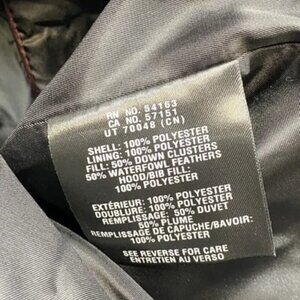 RN NO. 54163
CA NO. 57151
UT 70048 (CN)
SHELL: 100% POLYESTER
LINING: 100% POLYESTER
FILL: 50% DOWN CLUSTERS
50% WATERFOWL FEATHERS
HOOD/BIB FILL:
100% POLYESTER
EXTÉRIEUR: 100% POLYESTER
DOUBLURE: 100% POLYESTER
REMPLISSAGE: 50% DUVET
50% PLUME
REMPLISSAGE DE CAPUCHE/BAVOIR:
100% POLYESTER
SEE REVERSE FOR CARE
ENTRETIEN AU VERSO